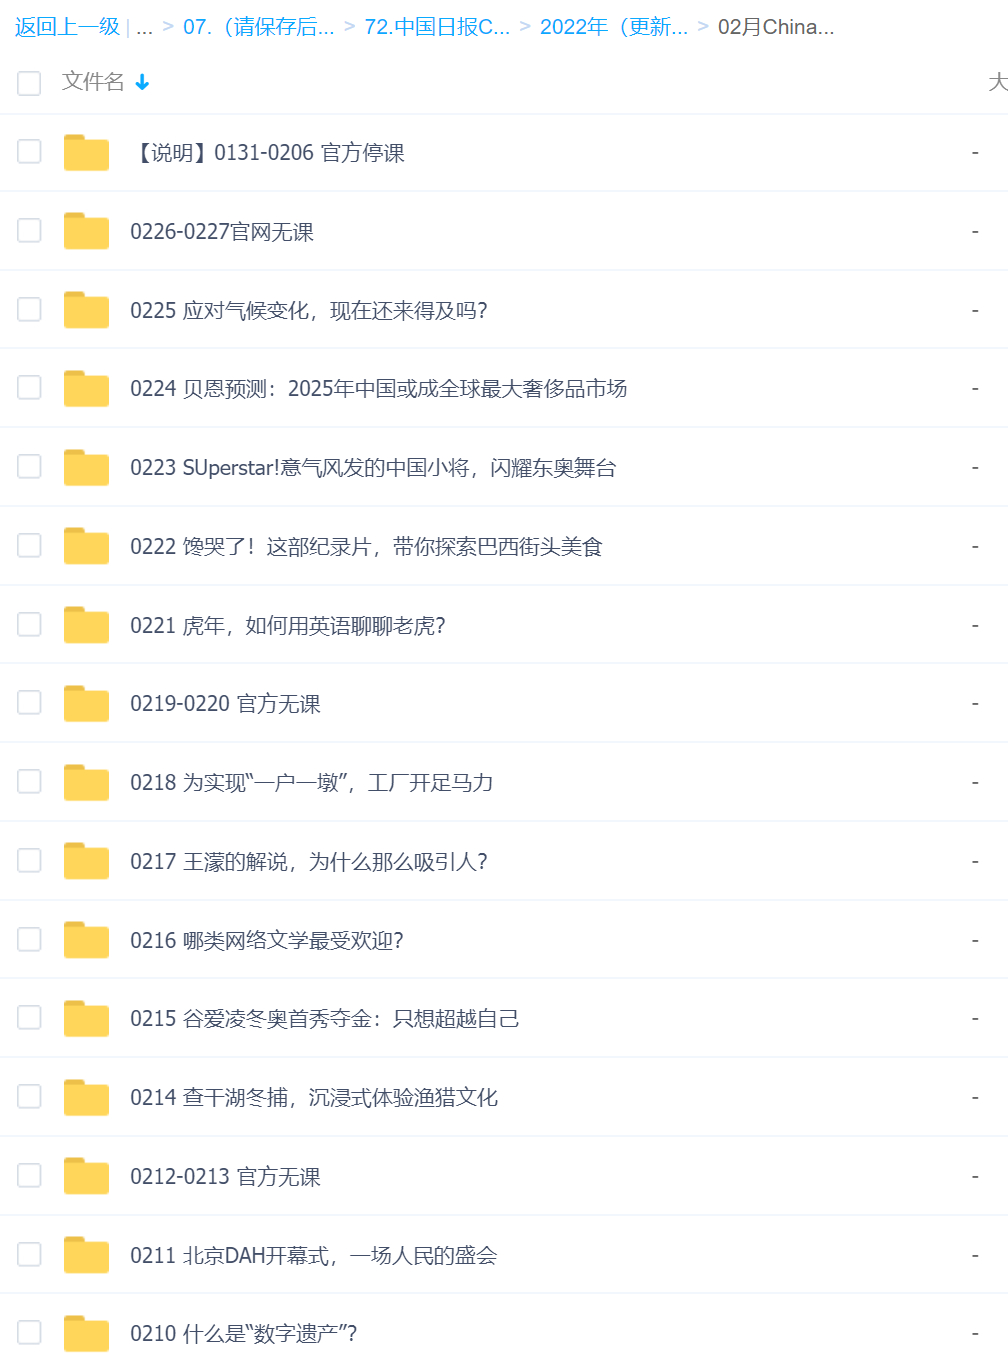 返回上一级 | ... > 07.（请保存后... > 72.中国日报C... > 2022年（更新... > 02月China...
文件名 大
【说明】0131-0206 官方停课 -
0226-0227官网无课 -
0225 应对气候变化，现在还来得及吗？ -
0224 贝恩预测：2025年中国或成全球最大奢侈品市场 -
0223 SUperstar!意气风发的中国小将，闪耀东奥舞台 -
0222 馋哭了！这部纪录片，带你探索巴西街头美食 -
0221 虎年，如何用英语聊聊老虎？ -
0219-0220 官方无课 -
0218 为实现“一户一墩”，工厂开足马力 -
0217 王濛的解说，为什么那么吸引人？ -
0216 哪类网络文学最受欢迎？ -
0215 谷爱凌冬奥首秀夺金：只想超越自己 -
0214 查干湖冬捕，沉浸式体验渔猎文化 -
0212-0213 官方无课 -
0211 北京DAH开幕式，一场人民的盛会 -
0210 什么是“数字遗产”？ -